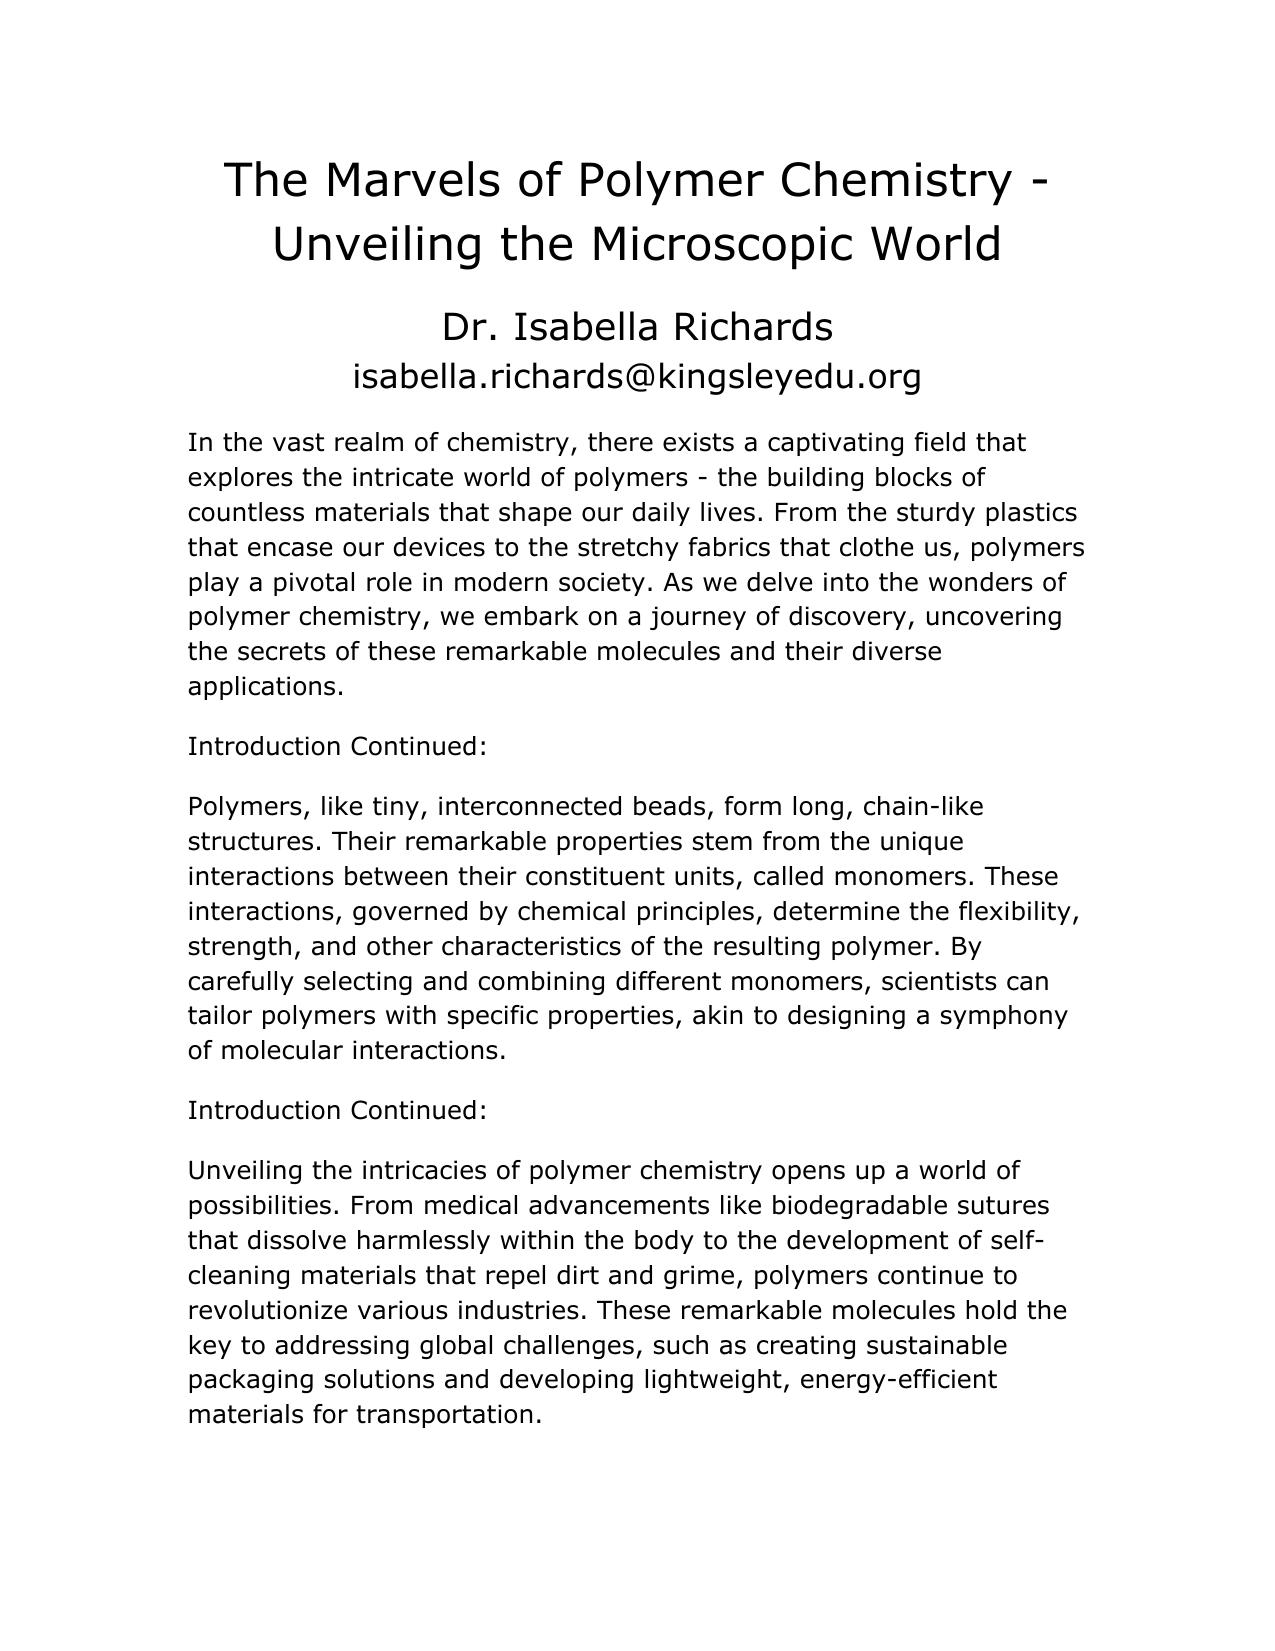 The Marvels of Polymer Chemistry -
Unveiling the Microscopic World
Dr. Isabella Richards
isabella.richards@kingsleyedu.org
In the vast realm of chemistry, there exists a captivating field that
explores the intricate world of polymers - the building blocks of
countless materials that shape our daily lives. From the sturdy plastics
that encase our devices to the stretchy fabrics that clothe us, polymers
play a pivotal role in modern society. As we delve into the wonders of
polymer chemistry, we embark on a journey of discovery, uncovering
the secrets of these remarkable molecules and their diverse
applications.
Introduction Continued:
Polymers, like tiny, interconnected beads, form long, chain-like
structures. Their remarkable properties stem from the unique
interactions between their constituent units, called monomers. These
interactions, governed by chemical principles, determine the flexibility,
strength, and other characteristics of the resulting polymer. By
carefully selecting and combining different monomers, scientists can
tailor polymers with specific properties, akin to designing a symphony
of molecular interactions.
Introduction Continued:
Unveiling the intricacies of polymer chemistry opens up a world of
possibilities. From medical advancements like biodegradable sutures
that dissolve harmlessly within the body to the development of self-
cleaning materials that repel dirt and grime, polymers continue to
revolutionize various industries. These remarkable molecules hold the
key to addressing global challenges, such as creating sustainable
packaging solutions and developing lightweight, energy-efficient
materials for transportation.